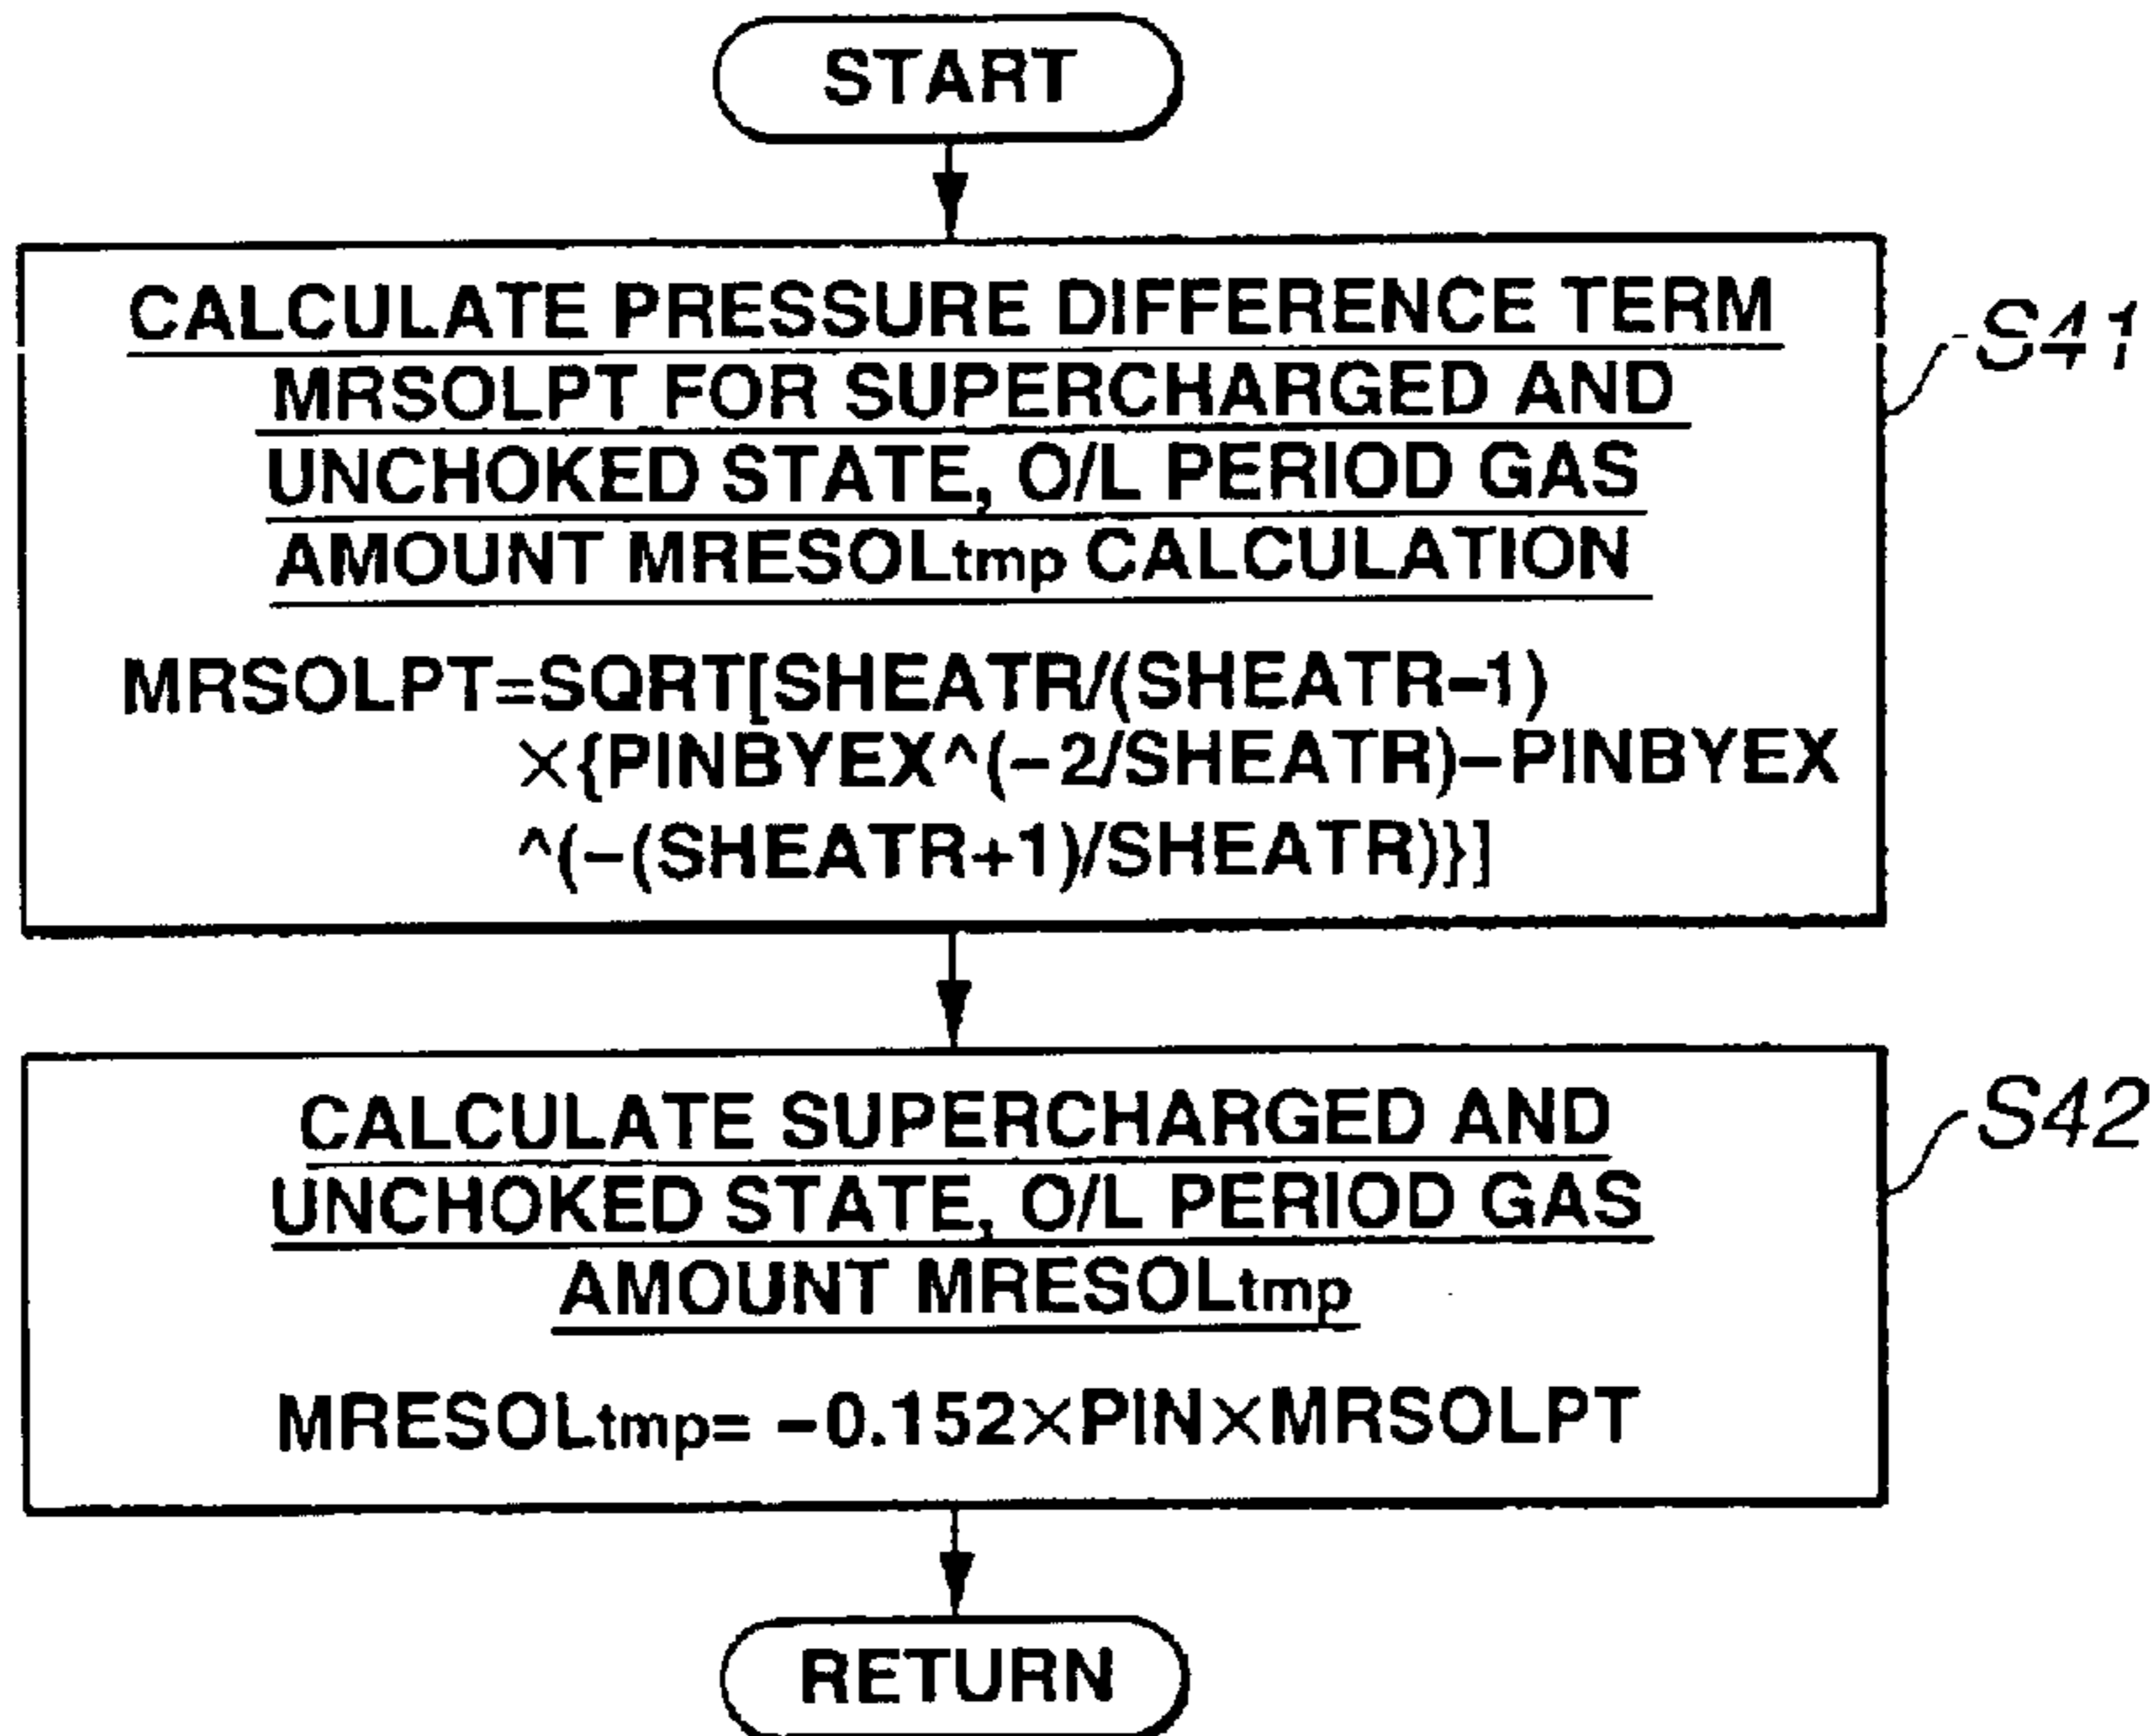 START
CALCULATE PRESSURE DIFFERENCE TERM
MRSOLPT FOR SUPERCHARGED AND
UNCHOKED STATE, O/L PERIOD GAS
AMOUNT MRESOLtmp CALCULATION
MRSOLPT=SQRT[SHEATR/(SHEATR−1)
×{PINBYEX^(−2/SHEATR)−PINBYEX
^(−(SHEATR+1)/SHEATR)}]
S41
CALCULATE SUPERCHARGED AND
UNCHOKED STATE, O/L PERIOD GAS
AMOUNT MRESOLtmp
MRESOLtmp= −0.152×PIN×MRSOLPT
S42
RETURN